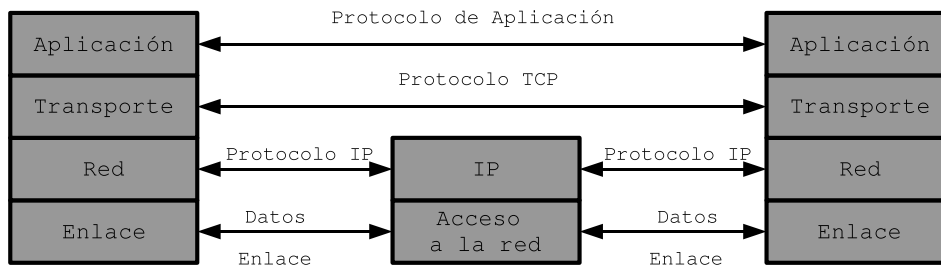 Protocolo de Aplicación
Aplicación
Aplicación
Protocolo TCP
Transporte
Transporte
Protocolo IP
Protocolo IP
Red
IP
Red
Datos
Acceso
Datos
Enlace
a la red
Enlace
Enlace
Enlace